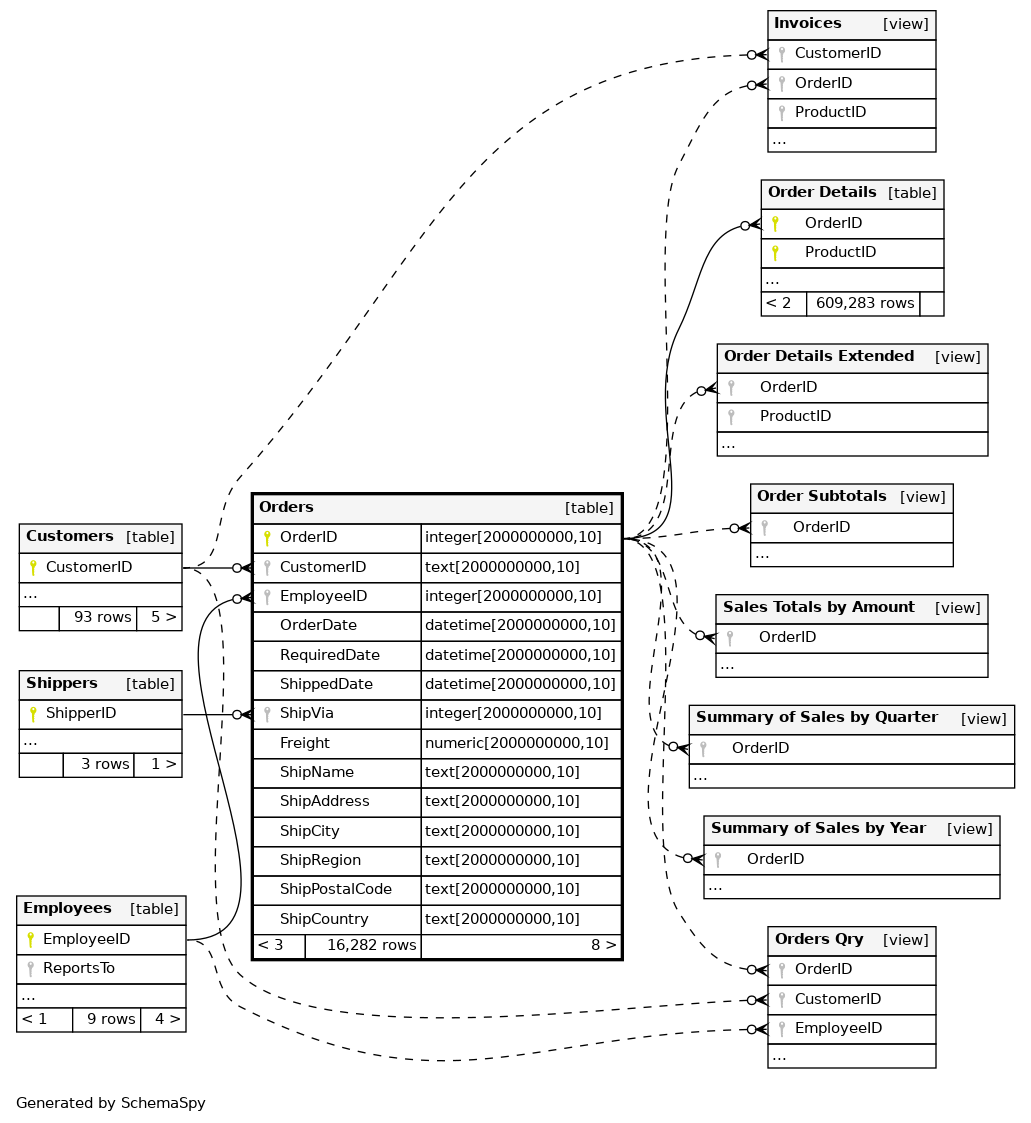 Invoices [view]
CustomerID
OrderID
ProductID
...
Order Details [table]
OrderID
ProductID
...
< 2 609,283 rows
Order Details Extended [view]
OrderID
ProductID
...
Order Subtotals [view]
OrderID
...
Sales Totals by Amount [view]
OrderID
...
Summary of Sales by Quarter [view]
OrderID
...
Summary of Sales by Year [view]
OrderID
...
Orders Qry [view]
OrderID
CustomerID
EmployeeID
...
Orders [table]
OrderID integer[2000000000,10]
CustomerID text[2000000000,10]
EmployeeID integer[2000000000,10]
OrderDate datetime[2000000000,10]
RequiredDate datetime[2000000000,10]
ShippedDate datetime[2000000000,10]
ShipVia integer[2000000000,10]
Freight numeric[2000000000,10]
ShipName text[2000000000,10]
ShipAddress text[2000000000,10]
ShipCity text[2000000000,10]
ShipRegion text[2000000000,10]
ShipPostalCode text[2000000000,10]
ShipCountry text[2000000000,10]
< 3 16,282 rows 8 >
Customers [table]
CustomerID
...
93 rows 5 >
Shippers [table]
ShipperID
...
3 rows 1 >
Employees [table]
EmployeeID
ReportsTo
...
< 1 9 rows 4 >
Generated by SchemaSpy